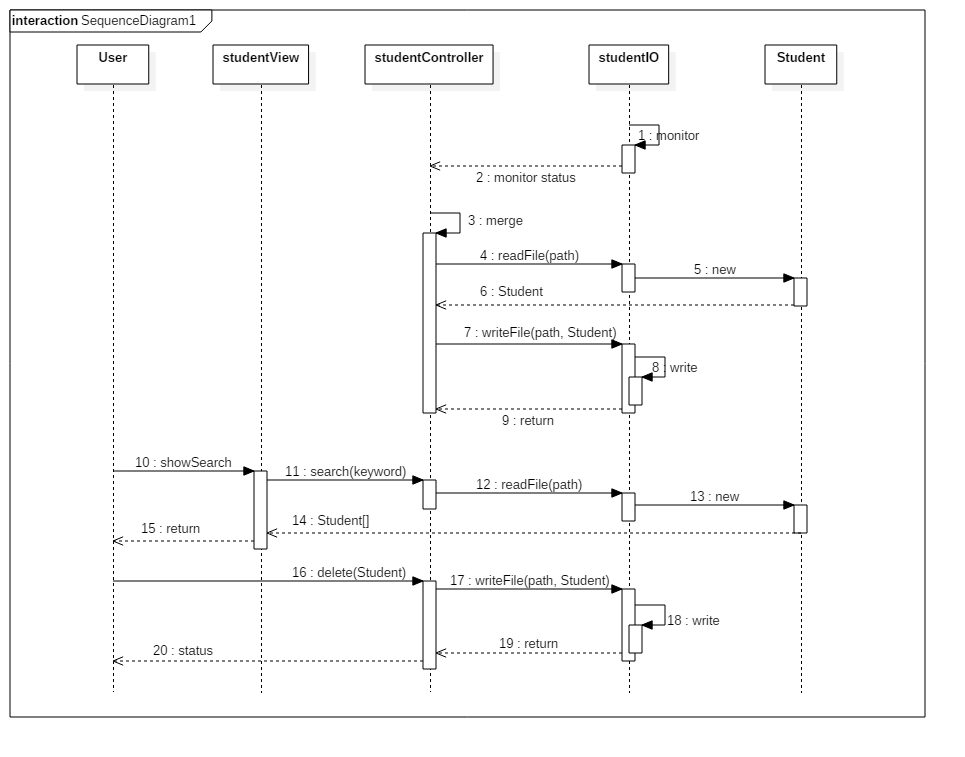 interaction SequenceDiagram1
User
studentView
studentController
studentIO
Student
1 : monitor
2 : monitor status
3 : merge
4 : readFile(path)
5 : new
6 : Student
7 : writeFile(path, Student)
8 : write
9 : return
10 : showSearch
11 : search(keyword)
12 : readFile(path)
13 : new
14 : Student[]
15 : return
16 : delete(Student)
17 : writeFile(path, Student)
18 : write
19 : return
20 : status